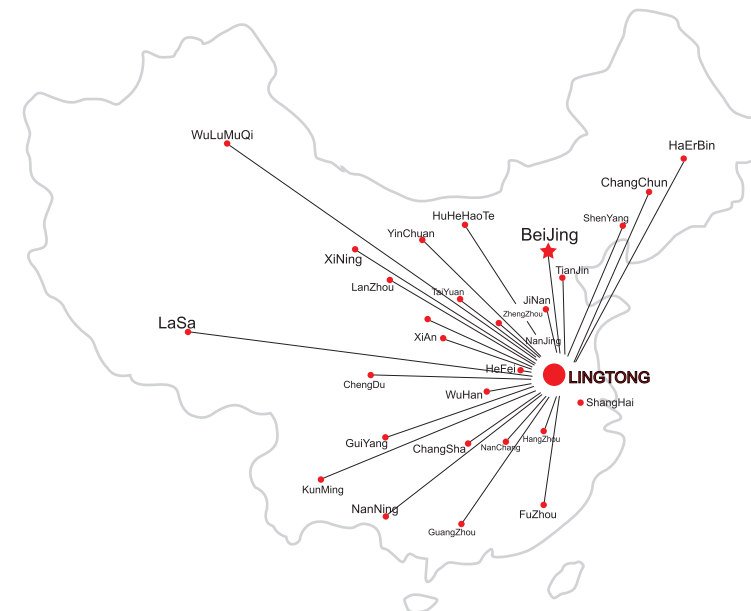 WuLuMuQi
HaErBin
ChangChun
HuHeHaoTe
ShenYang
YinChuan
BeiJing
XiNing
TianJin
LanZhou
TaiYuan
JiNan
ZhengZhou
LaSa
XiAn
NanJing
HeFei
LINGTONG
ChengDu
WuHan
ShangHai
HangZhou
GuiYang
ChangSha
NanChang
KunMing
NanNing
FuZhou
GuangZhou